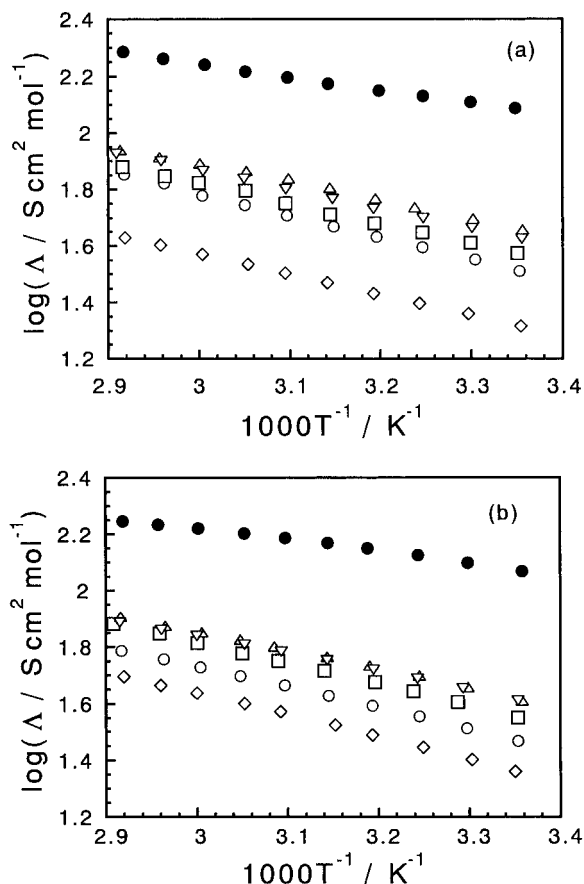 (a)
2.4
2.2
2
1.8
1.6
1.4
1.2
log(Λ / S cm² mol⁻¹)
2.9 3 3.1 3.2 3.3 3.4
1000T⁻¹ / K⁻¹
(b)
2.4
2.2
2
1.8
1.6
1.4
1.2
log(Λ / S cm² mol⁻¹)
2.9 3 3.1 3.2 3.3 3.4
1000T⁻¹ / K⁻¹